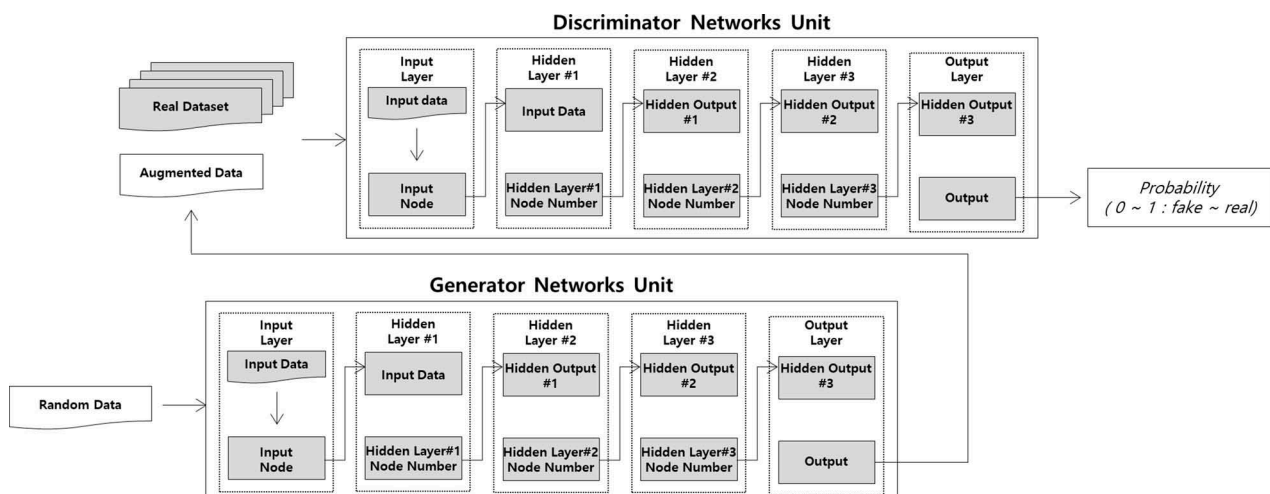 Discriminator Networks Unit
Real Dataset
Augmented Data
Input
Layer
Input data
Input
Node
Hidden
Layer #1
Input Data
Hidden Layer#1
Node Number
Hidden
Layer #2
Hidden Output
#1
Hidden Layer#2
Node Number
Hidden
Layer #3
Hidden Output
#2
Hidden Layer#3
Node Number
Output
Layer
Hidden Output
#3
Output
Probability
( 0 ~ 1 : fake ~ real)
Generator Networks Unit
Random Data
Input
Layer
Input Data
Input
Node
Hidden
Layer #1
Input Data
Hidden Layer#1
Node Number
Hidden
Layer #2
Hidden Output
#1
Hidden Layer#2
Node Number
Hidden
Layer #3
Hidden Output
#2
Hidden Layer#3
Node Number
Output
Layer
Hidden Output
#3
Output